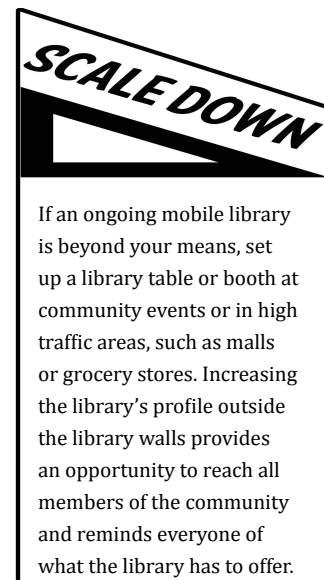 SCALE DOWN
If an ongoing mobile library
is beyond your means, set
up a library table or booth at
community events or in high
traffic areas, such as malls
or grocery stores. Increasing
the library’s profile outside
the library walls provides
an opportunity to reach all
members of the community
and reminds everyone of
what the library has to offer.